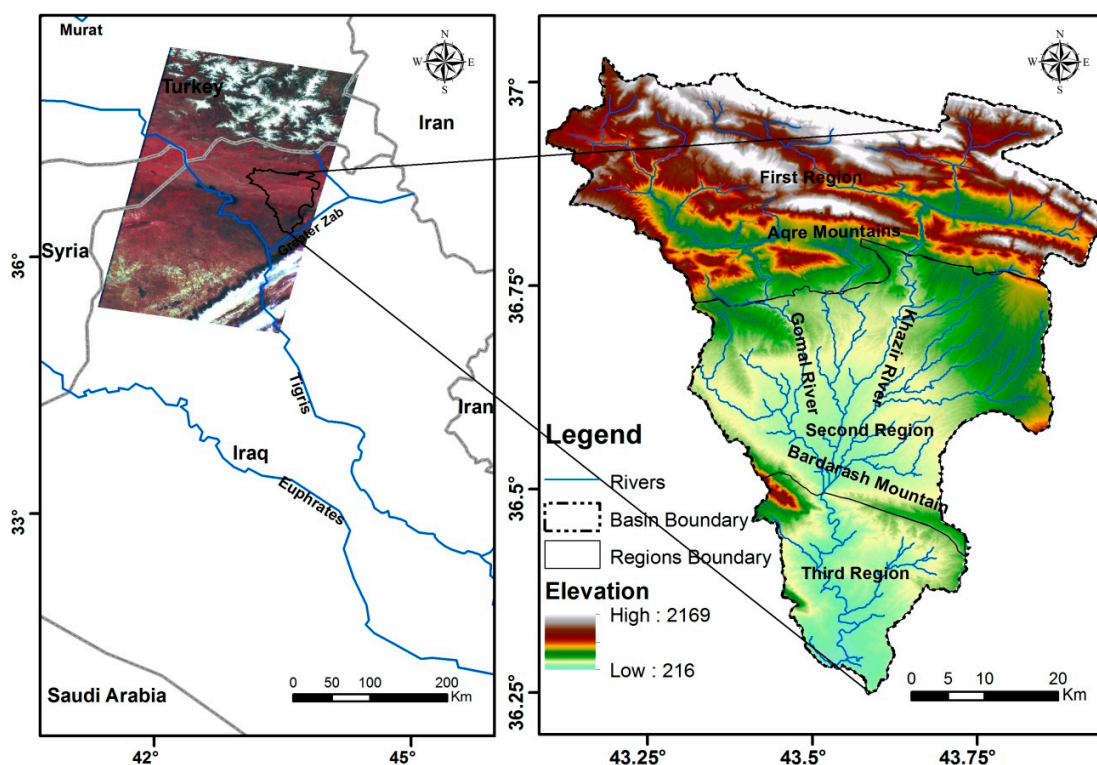 Murat
N
W E
S
Turkey
Iran
Syria
36°
Greater Zab
Tigris
Iran
Iraq
Euphrates
33°
Saudi Arabia
0 50 100 200
Km
42° 45°
N
W E
S
37°
First Region
Aqre Mountains
36.75°
Gomal River
Khazir River
Second Region
Bardarash Mountain
36.5°
Third Region
36.25°
Legend
Rivers
Basin Boundary
Regions Boundary
Elevation
High : 2169
Low : 216
0 5 10 20
Km
43.25° 43.5° 43.75°